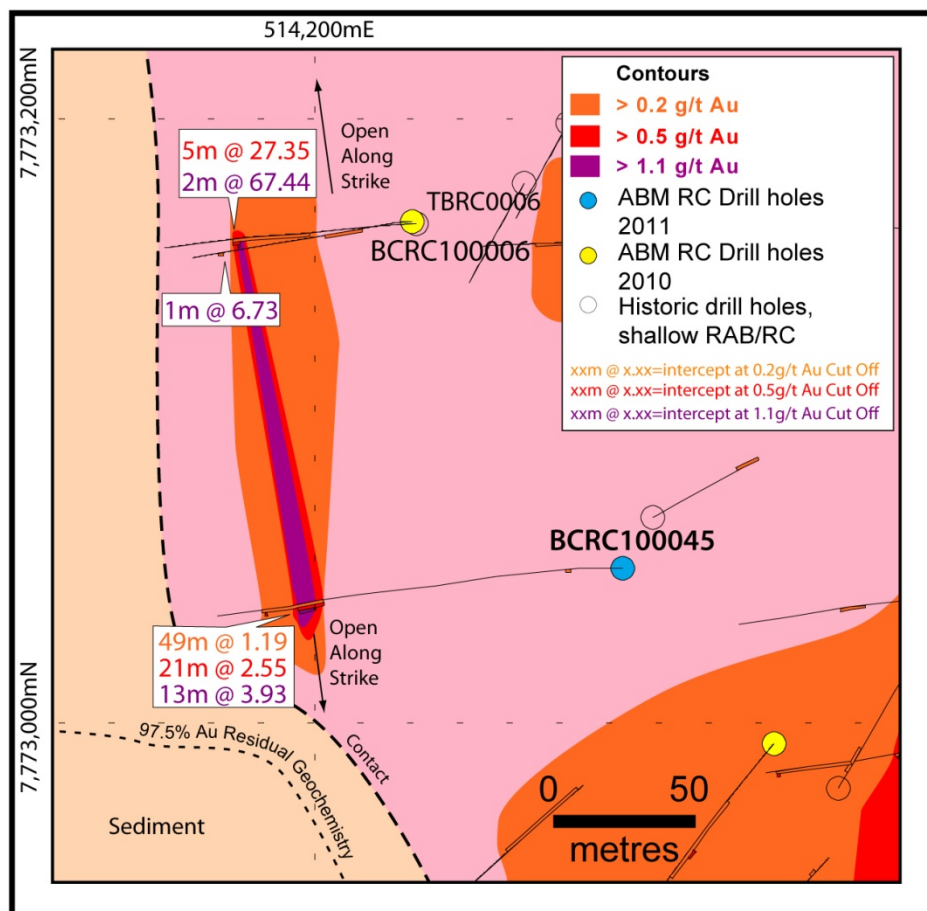 514,200mE
7,773,200mN
Contours
> 0.2 g/t Au
> 0.5 g/t Au
> 1.1 g/t Au
ABM RC Drill holes
2011
ABM RC Drill holes
2010
Historic drill holes,
shallow RAB/RC
xxm @ x.xx=intercept at 0.2g/t Au Cut Off
xxm @ x.xx=intercept at 0.5g/t Au Cut Off
xxm @ x.xx=intercept at 1.1g/t Au Cut Off
5m @ 27.35
2m @ 67.44
Open
Along
Strike
TBRC0006
BCRC100006
1m @ 6.73
BCRC100045
49m @ 1.19
21m @ 2.55
13m @ 3.93
Open
Along
Strike
7,773,000mN
97.5% Au Residual Geochemistry
Contact
Sediment
0 50
metres